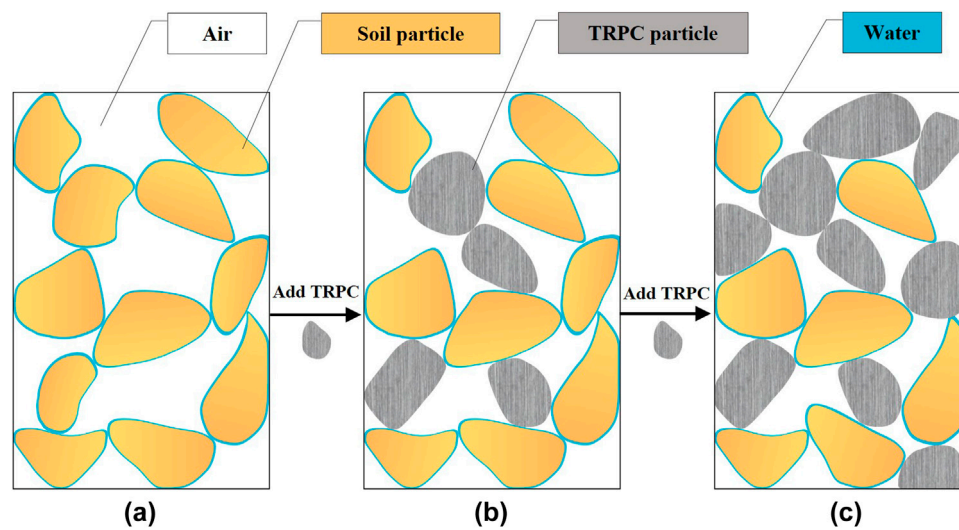 Air
Soil particle
TRPC particle
Water
Add TRPC
Add TRPC
(a)
(b)
(c)